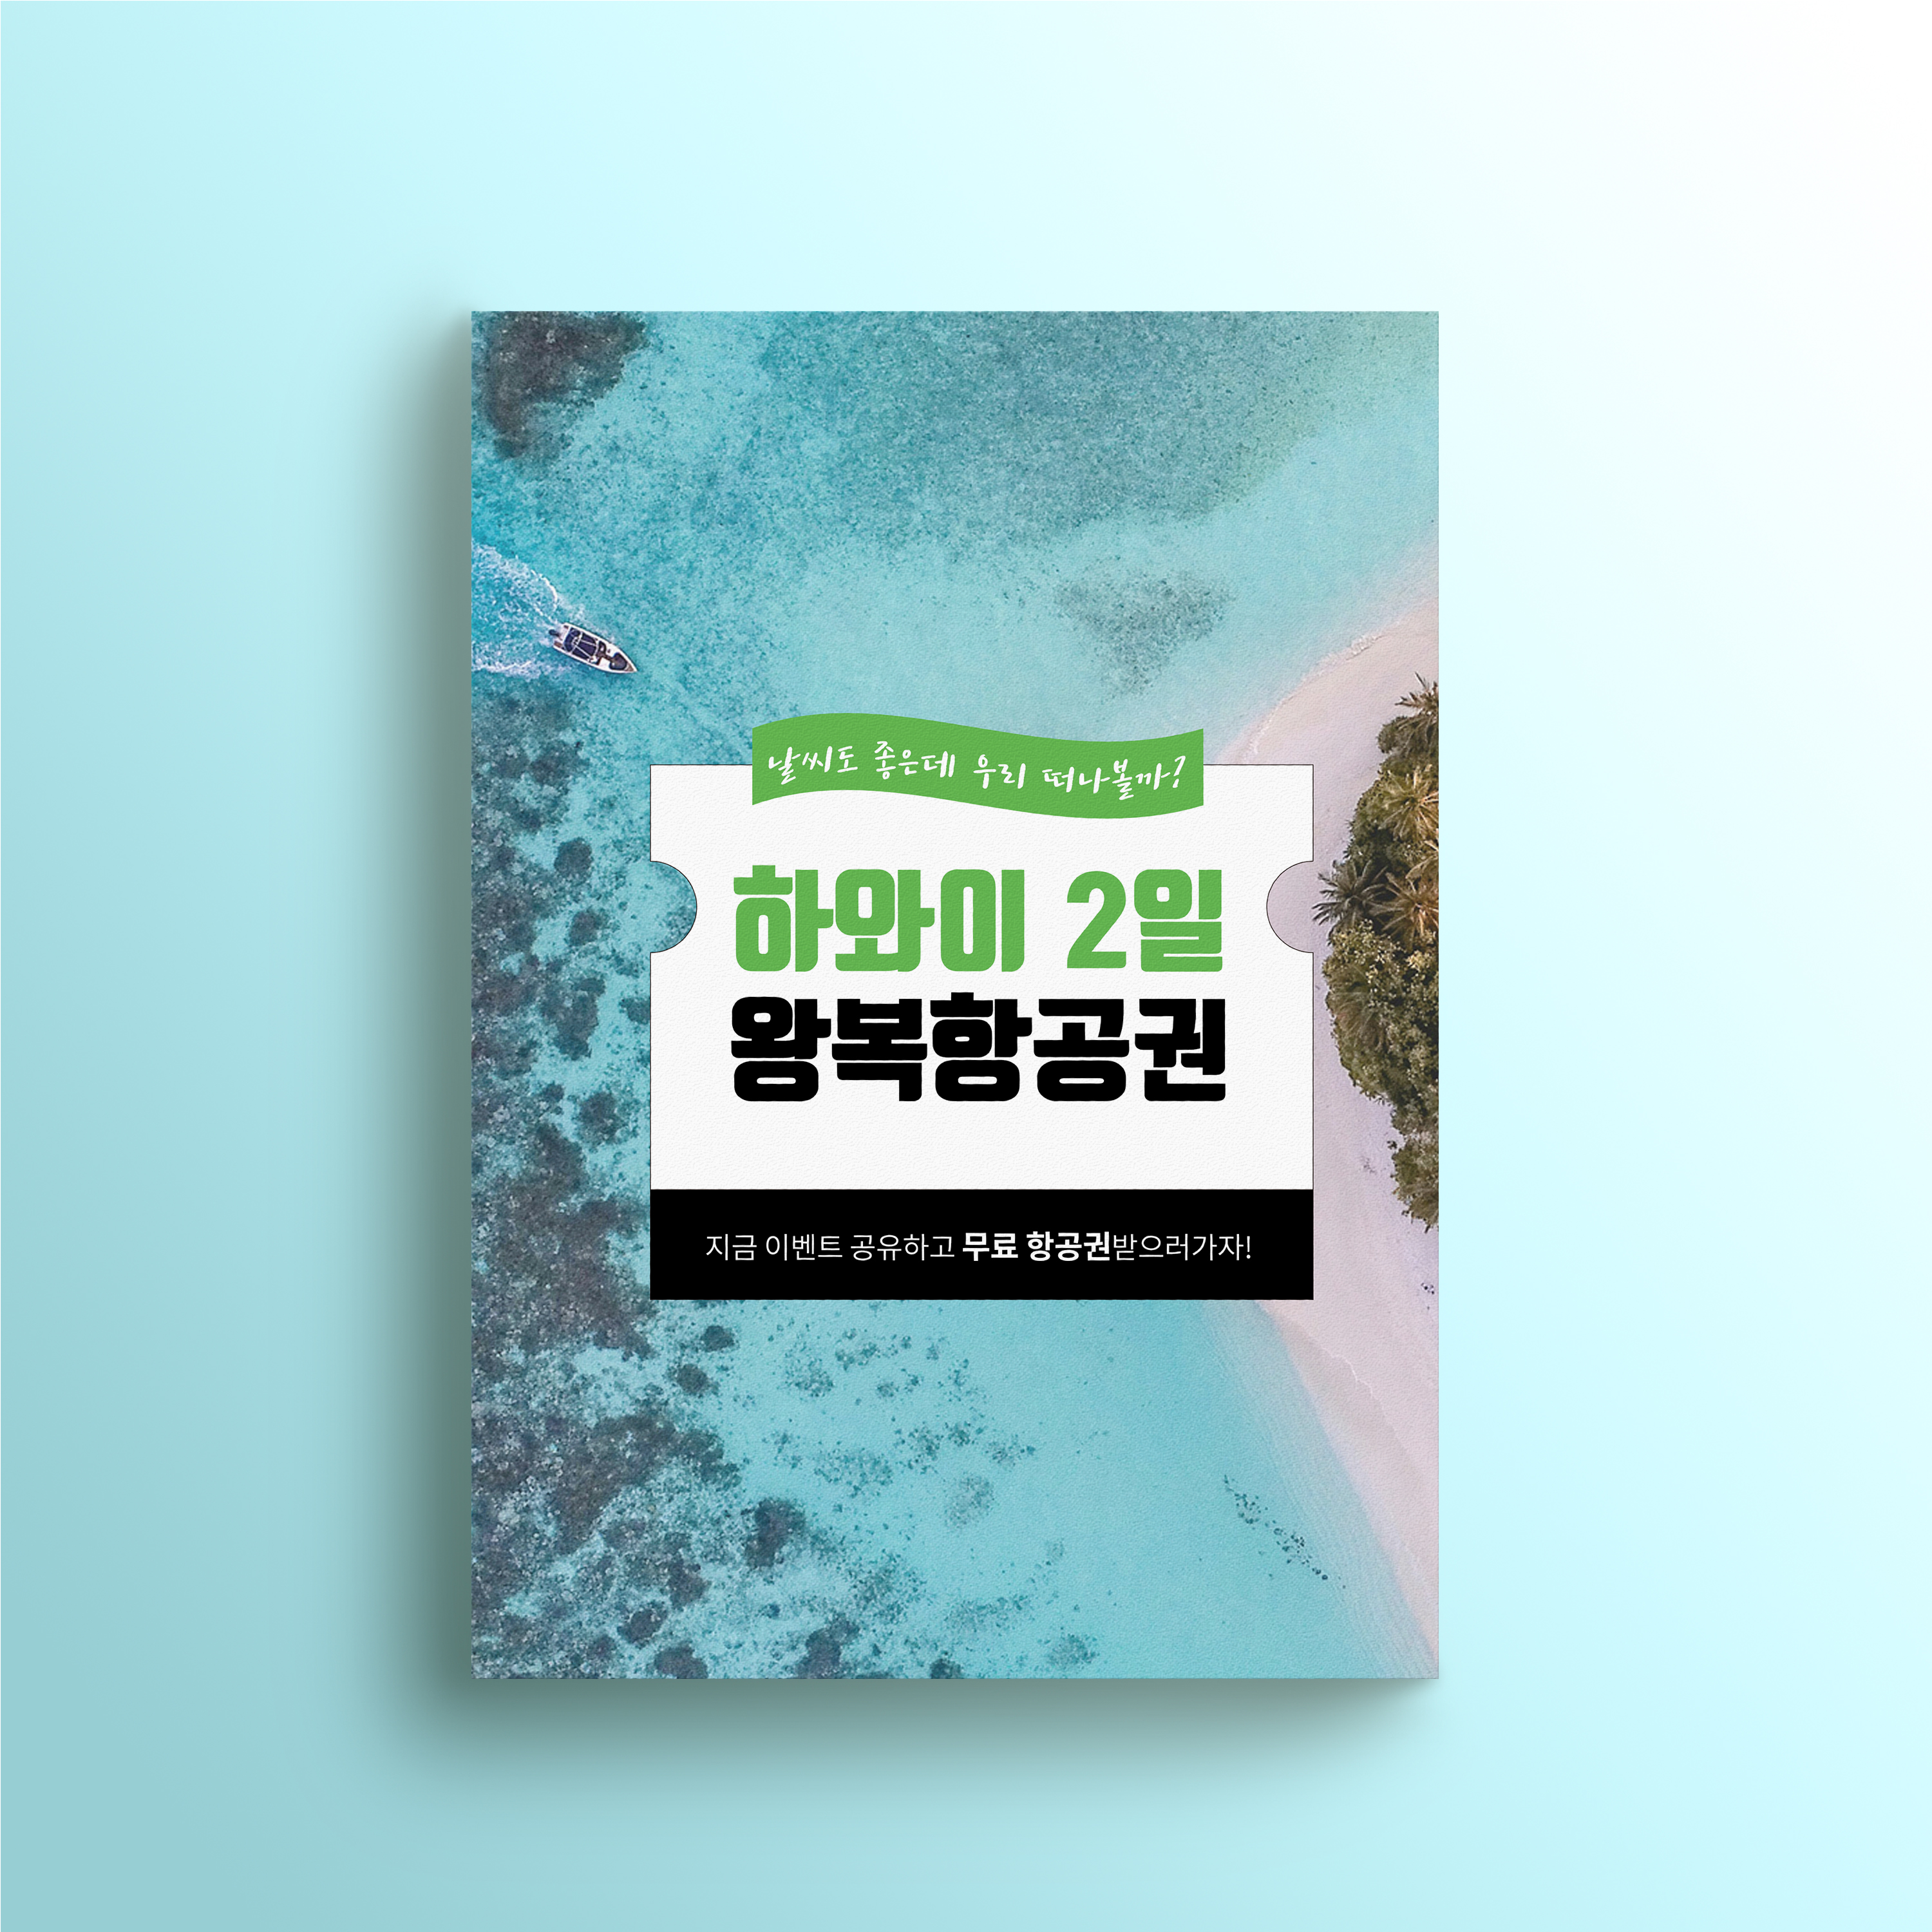 날씨도 좋은데 우리 떠나볼까?
하와이 2일
왕복항공권
지금 이벤트 공유하고 무료 항공권받으러가자!